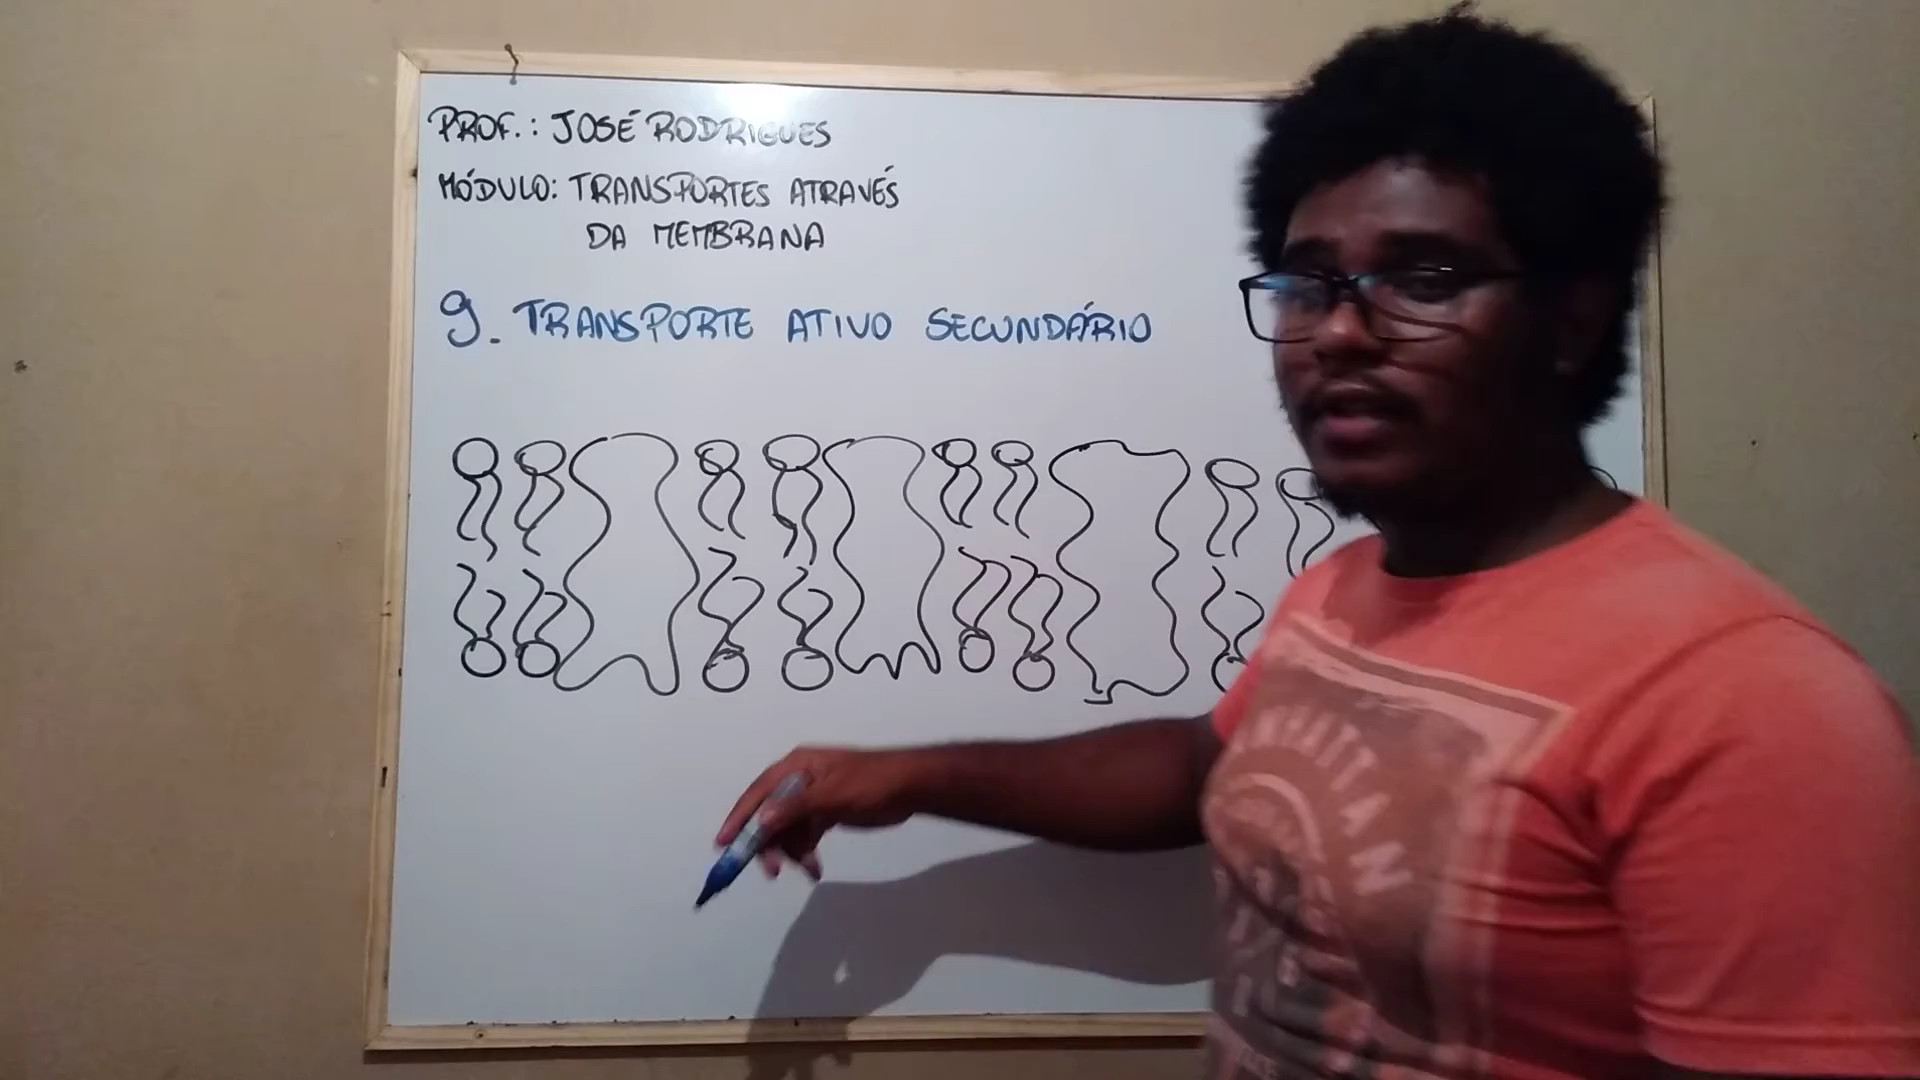 PROF.: JOSÉ RODRIGUES
MÓDULO: TRANSPORTES ATRAVÉS
DA MEMBRANA
9. TRANSPORTE ATIVO SECUNDÁRIO